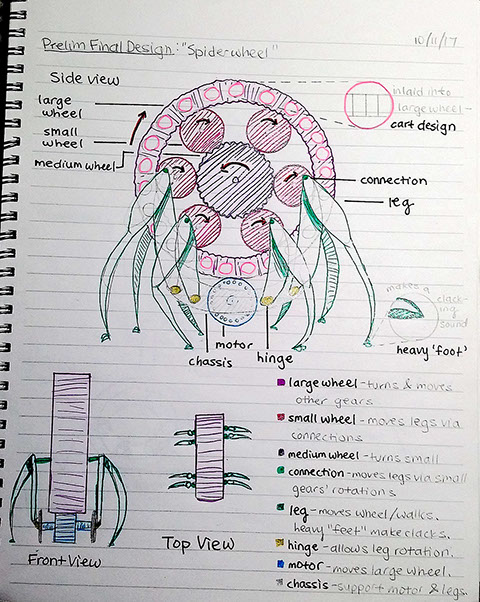 10/11/17
Prelim Final Design: "Spiderwheel"
Side view
large wheel
small wheel
medium wheel
inlaid into
large wheel -
cart design
connection
leg
makes a
clack-
ing
sound
heavy 'foot'
motor
chassis
hinge
large wheel - turns & moves
other gears
small wheel - moves legs via
connections
medium wheel - turns small
connection - moves legs via small
gears' rotations
leg - moves wheel/walks.
heavy "feet" make clacks.
hinge - allows leg rotation.
motor - moves large wheel.
chassis - support motor & legs.
Front View
Top View